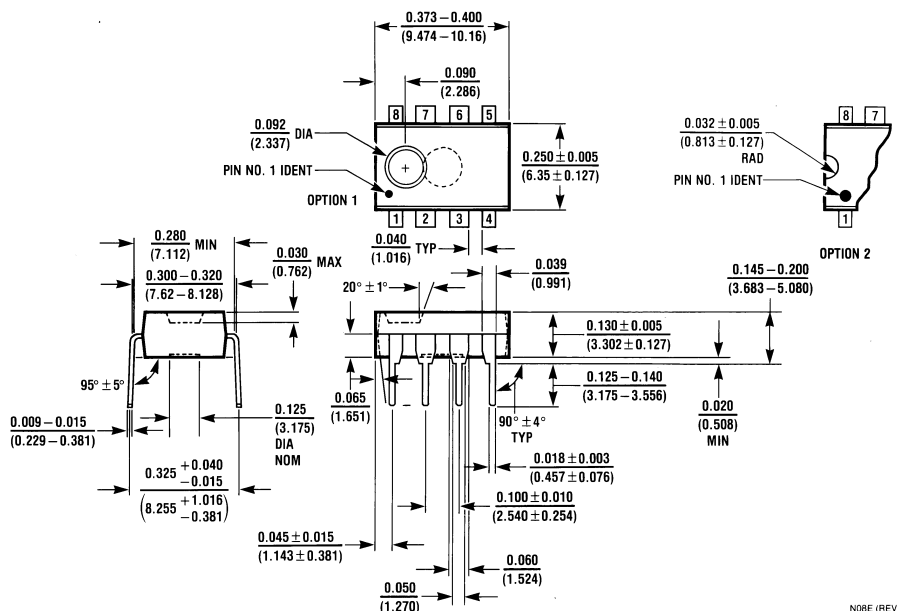 0.373 – 0.400
(9.474 – 10.16)
0.090
(2.286)
8 7 6 5
0.092
(2.337)
DIA
PIN NO. 1 IDENT
OPTION 1
1 2 3 4
0.250 ± 0.005
(6.35 ± 0.127)
0.032 ± 0.005
(0.813 ± 0.127)
RAD
PIN NO. 1 IDENT
8 7
1
OPTION 2
0.280
(7.112)
MIN
0.300 – 0.320
(7.62 – 8.128)
0.030
(0.762)
MAX
0.040
(1.016)
TYP
0.039
(0.991)
20° ± 1°
0.145 – 0.200
(3.683 – 5.080)
0.130 ± 0.005
(3.302 ± 0.127)
0.125 – 0.140
(3.175 – 3.556)
0.020
(0.508)
MIN
95° ± 5°
0.009 – 0.015
(0.229 – 0.381)
0.125
(3.175)
DIA
NOM
0.065
(1.651)
90° ± 4°
TYP
0.018 ± 0.003
(0.457 ± 0.076)
0.325 +0.040
–0.015
(8.255 +1.016
–0.381)
0.100 ± 0.010
(2.540 ± 0.254)
0.045 ± 0.015
(1.143 ± 0.381)
0.060
(1.524)
0.050
(1.270)
N08E (REV